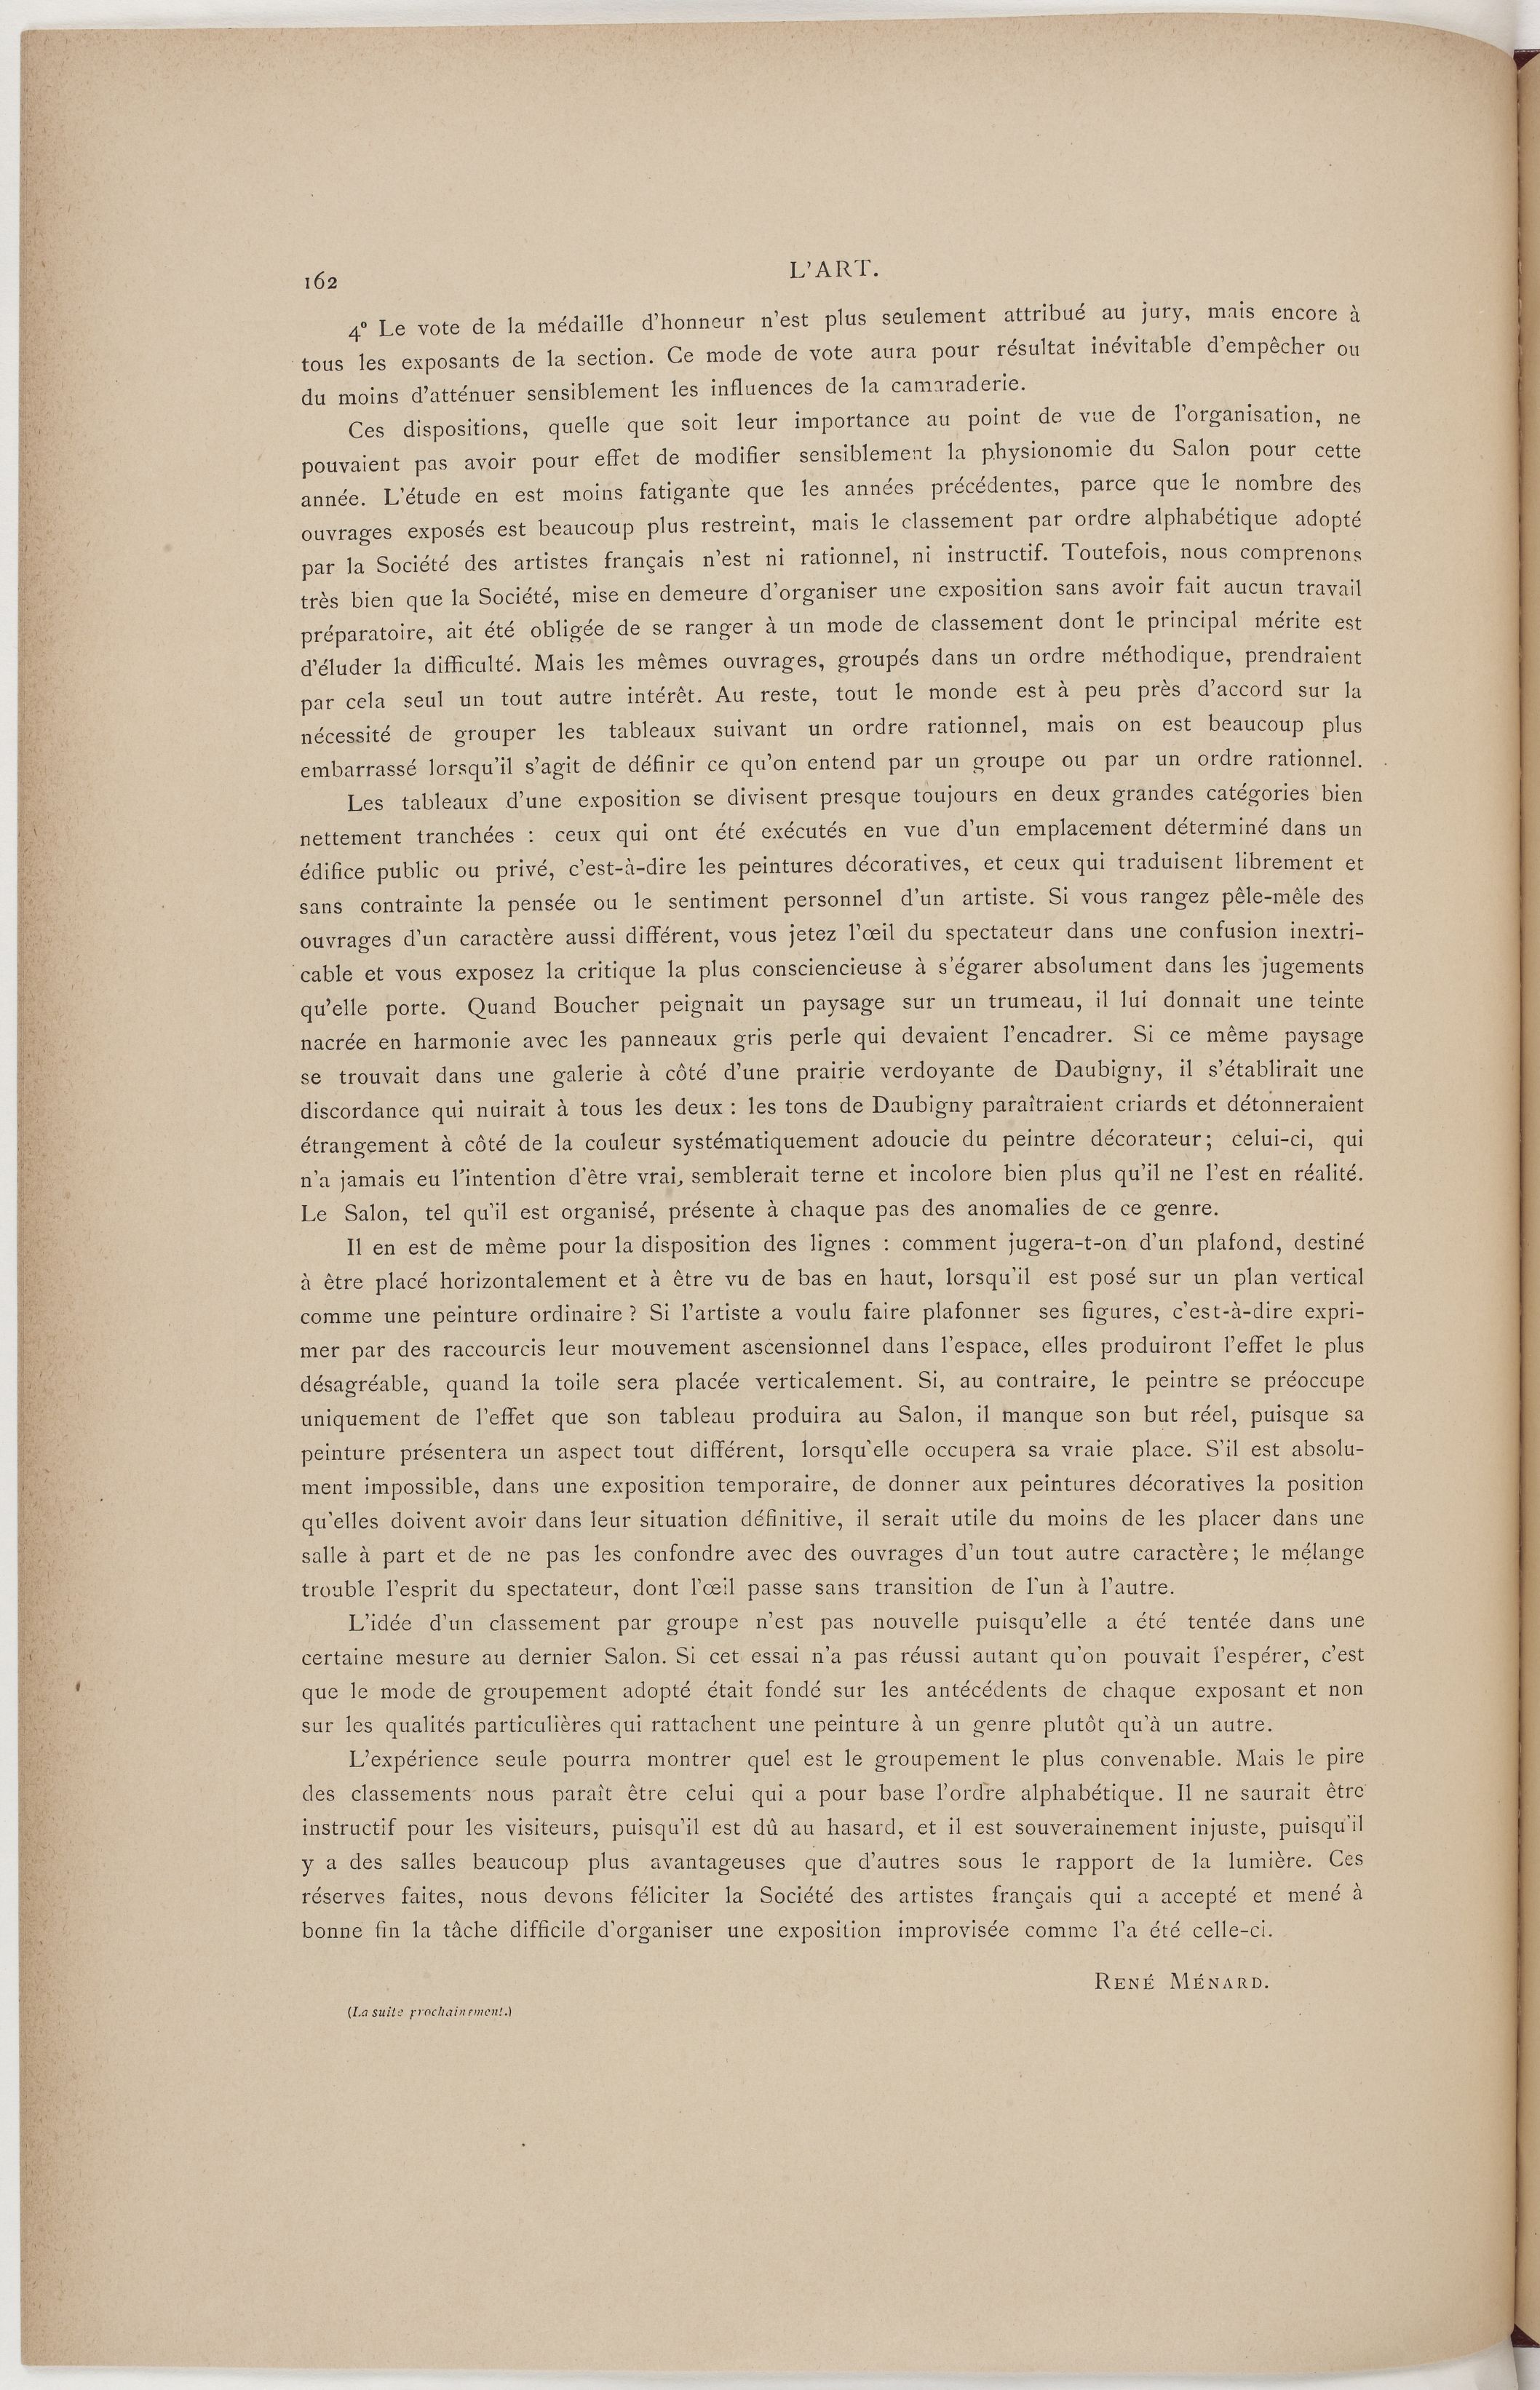 162
L'ART.
4° Le vote de la médaille d'honneur n'est plus seulement attribué au jury, mais encore à
tous les exposants de la section. Ce mode de vote aura pour résultat inévitable d'empêcher ou
du moins d'atténuer sensiblement les influences de la camaraderie.
Ces dispositions, quelle que soit leur importance au point de vue de l'organisation, ne
pouvaient pas avoir pour effet de modifier sensiblement la physionomie du Salon pour cette
année. L'étude en est moins fatigante que les années précédentes, parce que le nombre des
ouvrages exposés est beaucoup plus restreint, mais le classement par ordre alphabétique adopté
par la Société des artistes français n'est ni rationnel, ni instructif. Toutefois, nous comprenons
très bien que la Société, mise en demeure d'organiser une exposition sans avoir fait aucun travail
préparatoire, ait été obligée de se ranger à un mode de classement dont le principal mérite est
d'éluder la difficulté. Mais les mêmes ouvrages, groupés dans un ordre méthodique, prendraient
par cela seul un tout autre intérêt. Au reste, tout le monde est à peu près d'accord sur la
nécessité de grouper les tableaux suivant un ordre rationnel, mais on est beaucoup plus
embarrassé lorsqu'il s'agit de définir ce qu'on entend par un groupe ou par un ordre rationnel.
Les tableaux d'une exposition se divisent presque toujours en deux grandes catégories bien
nettement tranchées : ceux qui ont été exécutés en vue d'un emplacement déterminé dans un
édifice public ou privé, c'est-à-dire les peintures décoratives, et ceux qui traduisent librement et
sans contrainte la pensée ou le sentiment personnel d'un artiste. Si vous rangez pêle-mêle des
ouvrages d'un caractère aussi différent, vous jetez l'œil du spectateur dans une confusion inextri-
cable et vous exposez la critique la plus consciencieuse à s'égarer absolument dans les jugements
qu'elle porte. Quand Boucher peignait un paysage sur un trumeau, il lui donnait une teinte
nacrée en harmonie avec les panneaux gris perle qui devaient l'encadrer. Si ce même paysage
se trouvait dans une galerie à côté d'une prairie verdoyante de Daubigny, il s'établirait une
discordance qui nuirait à tous les deux : les tons de Daubigny paraîtraient criards et détonneraient
étrangement à côté de la couleur systématiquement adoucie du peintre décorateur; celui-ci, qui
n'a jamais eu l'intention d'être vrai, semblerait terne et incolore bien plus qu'il ne l'est en réalité.
Le Salon, tel qu'il est organisé, présente à chaque pas des anomalies de ce genre.
Il en est de même pour la disposition des lignes : comment jugera-t-on d'un plafond, destiné
à être placé horizontalement et à être vu de bas en haut, lorsqu'il est posé sur un plan vertical
comme une peinture ordinaire ? Si l'artiste a voulu faire plafonner ses figures, c'est-à-dire expri-
mer par des raccourcis leur mouvement ascensionnel dans l'espace, elles produiront l'effet le plus
désagréable, quand la toile sera placée verticalement. Si, au contraire, le peintre se préoccupe
uniquement de l'effet que son tableau produira au Salon, il manque son but réel, puisque sa
peinture présentera un aspect tout différent, lorsqu'elle occupera sa vraie place. S'il est absolu-
ment impossible, dans une exposition temporaire, de donner aux peintures décoratives la position
qu'elles doivent avoir dans leur situation définitive, il serait utile du moins de les placer dans une
salle à part et de ne pas les confondre avec des ouvrages d'un tout autre caractère; le mélange
trouble l'esprit du spectateur, dont l'œil passe sans transition de l'un à l'autre.
L'idée d'un classement par groupe n'est pas nouvelle puisqu'elle a été tentée dans une
certaine mesure au dernier Salon. Si cet essai n'a pas réussi autant qu'on pouvait l'espérer, c'est
que le mode de groupement adopté était fondé sur les antécédents de chaque exposant et non
sur les qualités particulières qui rattachent une peinture à un genre plutôt qu'à un autre.
L'expérience seule pourra montrer quel est le groupement le plus convenable. Mais le pire
des classements nous paraît être celui qui a pour base l'ordre alphabétique. Il ne saurait être
instructif pour les visiteurs, puisqu'il est dû au hasard, et il est souverainement injuste, puisqu'il
y a des salles beaucoup plus avantageuses que d'autres sous le rapport de la lumière. Ces
réserves faites, nous devons féliciter la Société des artistes français qui a accepté et mené à
bonne fin la tâche difficile d'organiser une exposition improvisée comme l'a été celle-ci.
RENÉ MÉNARD.
(La suite prochainement.)